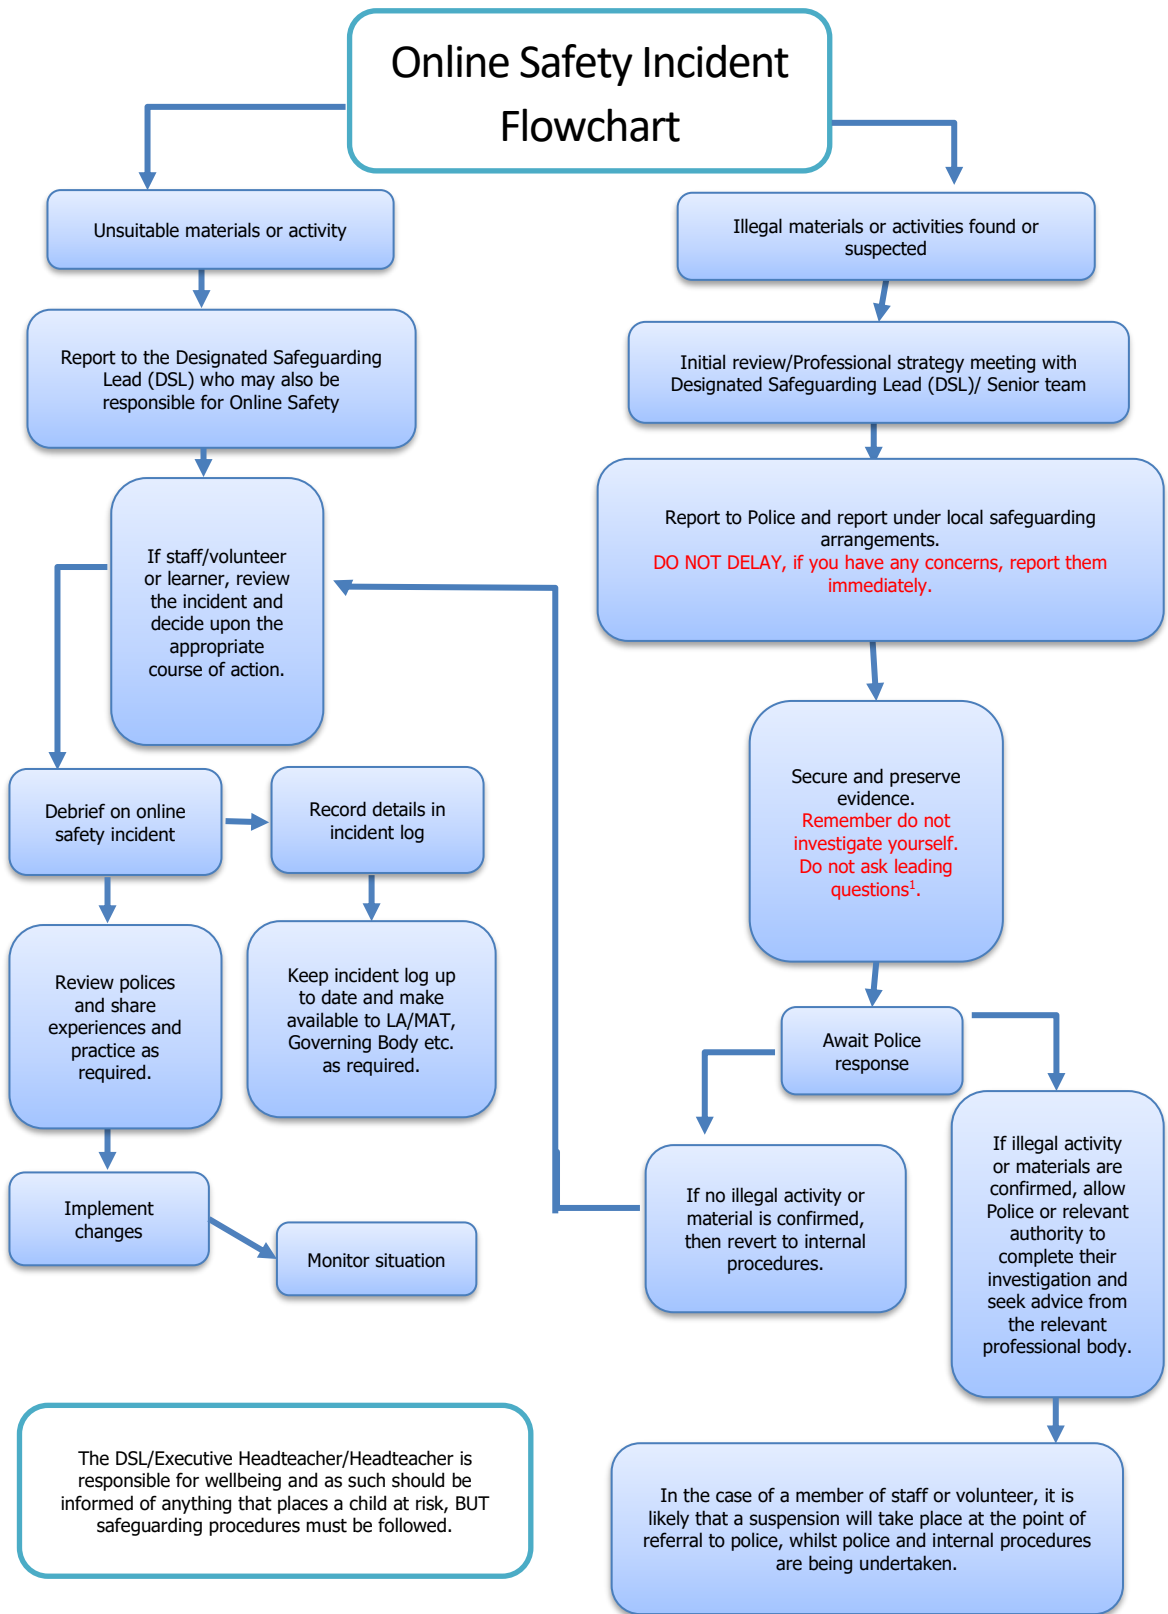 Online Safety Incident
Flowchart
Unsuitable materials or activity
Report to the Designated Safeguarding
Lead (DSL) who may also be
responsible for Online Safety
If staff/volunteer
or learner, review
the incident and
decide upon the
appropriate
course of action.
Debrief on online
safety incident
Record details in
incident log
Review polices
and share
experiences and
practice as
required.
Keep incident log up
to date and make
available to LA/MAT,
Governing Body etc.
as required.
Implement
changes
Monitor situation
Illegal materials or activities found or
suspected
Initial review/Professional strategy meeting with
Designated Safeguarding Lead (DSL)/ Senior team
Report to Police and report under local safeguarding
arrangements.
DO NOT DELAY, if you have any concerns, report them
immediately.
Secure and preserve
evidence.
Remember do not
investigate yourself.
Do not ask leading
questions¹.
Await Police
response
If no illegal activity or
material is confirmed,
then revert to internal
procedures.
If illegal activity
or materials are
confirmed, allow
Police or relevant
authority to
complete their
investigation and
seek advice from
the relevant
professional body.
In the case of a member of staff or volunteer, it is
likely that a suspension will take place at the point of
referral to police, whilst police and internal procedures
are being undertaken.
The DSL/Executive Headteacher/Headteacher is
responsible for wellbeing and as such should be
informed of anything that places a child at risk, BUT
safeguarding procedures must be followed.